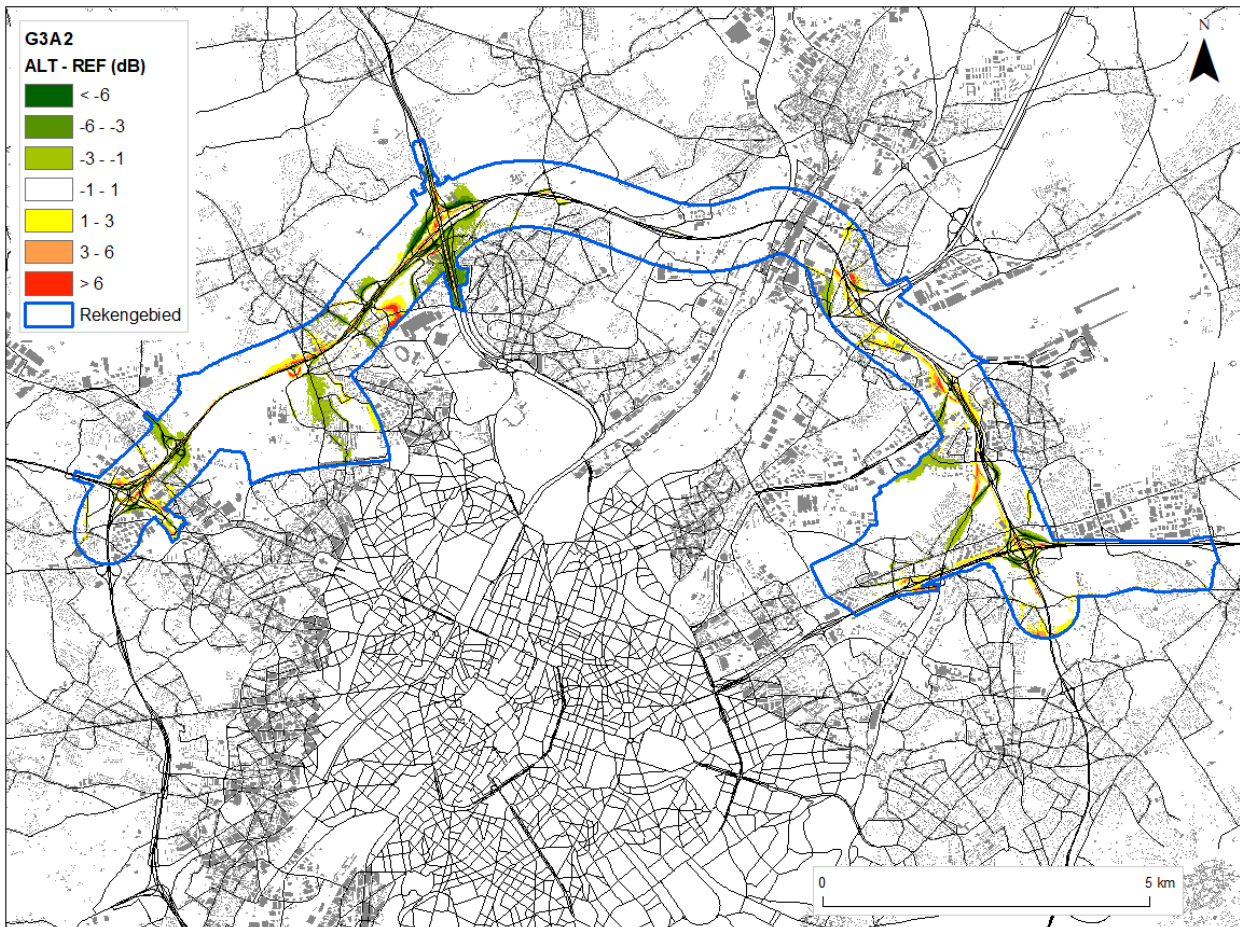 G3A2
ALT - REF (dB)
< -6
-6 - -3
-3 - -1
-1 - 1
1 - 3
3 - 6
> 6
Rekengebied
N
0
5 km